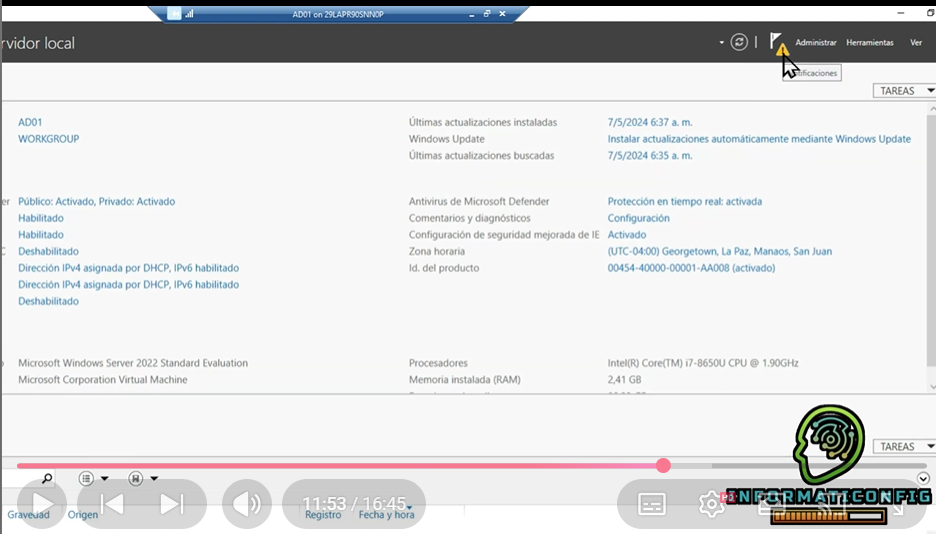 AD01 on 29LAPR90SNN0P
rvidor local
Administrar Herramientas Ver
TAREAS
AD01 Últimas actualizaciones instaladas 7/5/2024 6:37 a. m.
WORKGROUP Windows Update Instalar actualizaciones automáticamente mediante Windows Update
Últimas actualizaciones buscadas 7/5/2024 6:35 a. m.
er Público: Activado, Privado: Activado Antivirus de Microsoft Defender Protección en tiempo real: activada
Habilitado Comentarios y diagnósticos Configuración
Habilitado Configuración de seguridad mejorada de IE Activado
Deshabilitado Zona horaria (UTC-04:00) Georgetown, La Paz, Manaos, San Juan
Dirección IPv4 asignada por DHCP, IPv6 habilitado Id. del producto 00454-40000-00001-AA008 (activado)
Dirección IPv4 asignada por DHCP, IPv6 habilitado
Deshabilitado
Microsoft Windows Server 2022 Standard Evaluation Procesadores Intel(R) Core(TM) i7-8650U CPU @ 1.90GHz
Microsoft Corporation Virtual Machine Memoria instalada (RAM) 2,41 GB
TAREAS
11:53 / 16:45
INFORMATICONFIG
Gravedad Origen Registro Fecha y hora